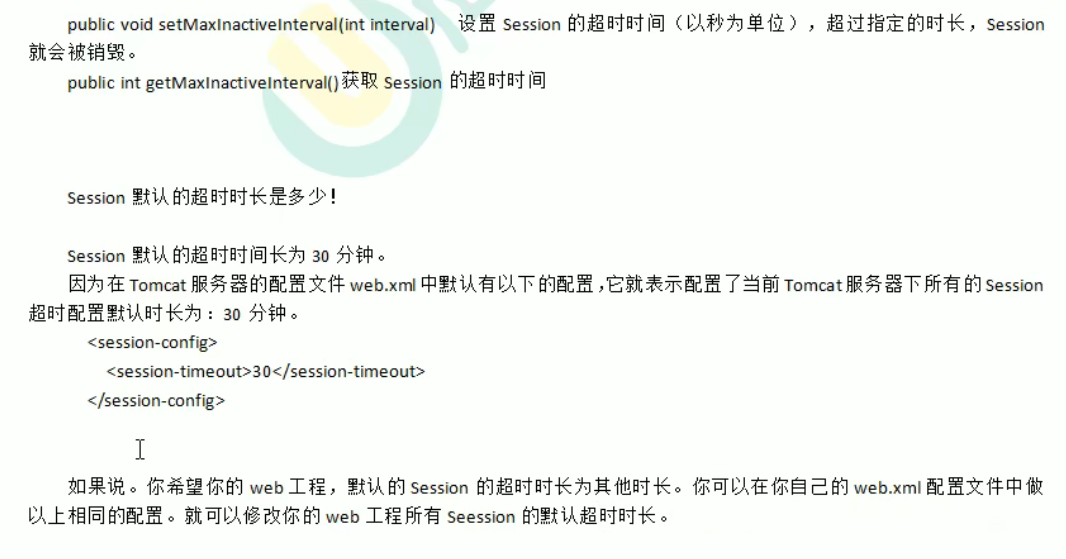 public void setMaxInactiveInterval(int interval) 设置 Session 的超时时间（以秒为单位），超过指定的时长，Session
就会被销毁。
public int getMaxInactiveInterval()获取 Session 的超时时间
Session 默认的超时时长是多少！
Session 默认的超时时间长为 30 分钟。
因为在 Tomcat 服务器的配置文件 web.xml 中默认有以下的配置，它就表示配置了当前 Tomcat 服务器下所有的 Session
超时配置默认时长为：30 分钟。
<session-config>
<session-timeout>30</session-timeout>
</session-config>
如果说。你希望你的 web 工程，默认的 Session 的超时时长为其他时长。你可以在你自己的 web.xml 配置文件中做
以上相同的配置。就可以修改你的 web 工程所有 Seession 的默认超时时长。